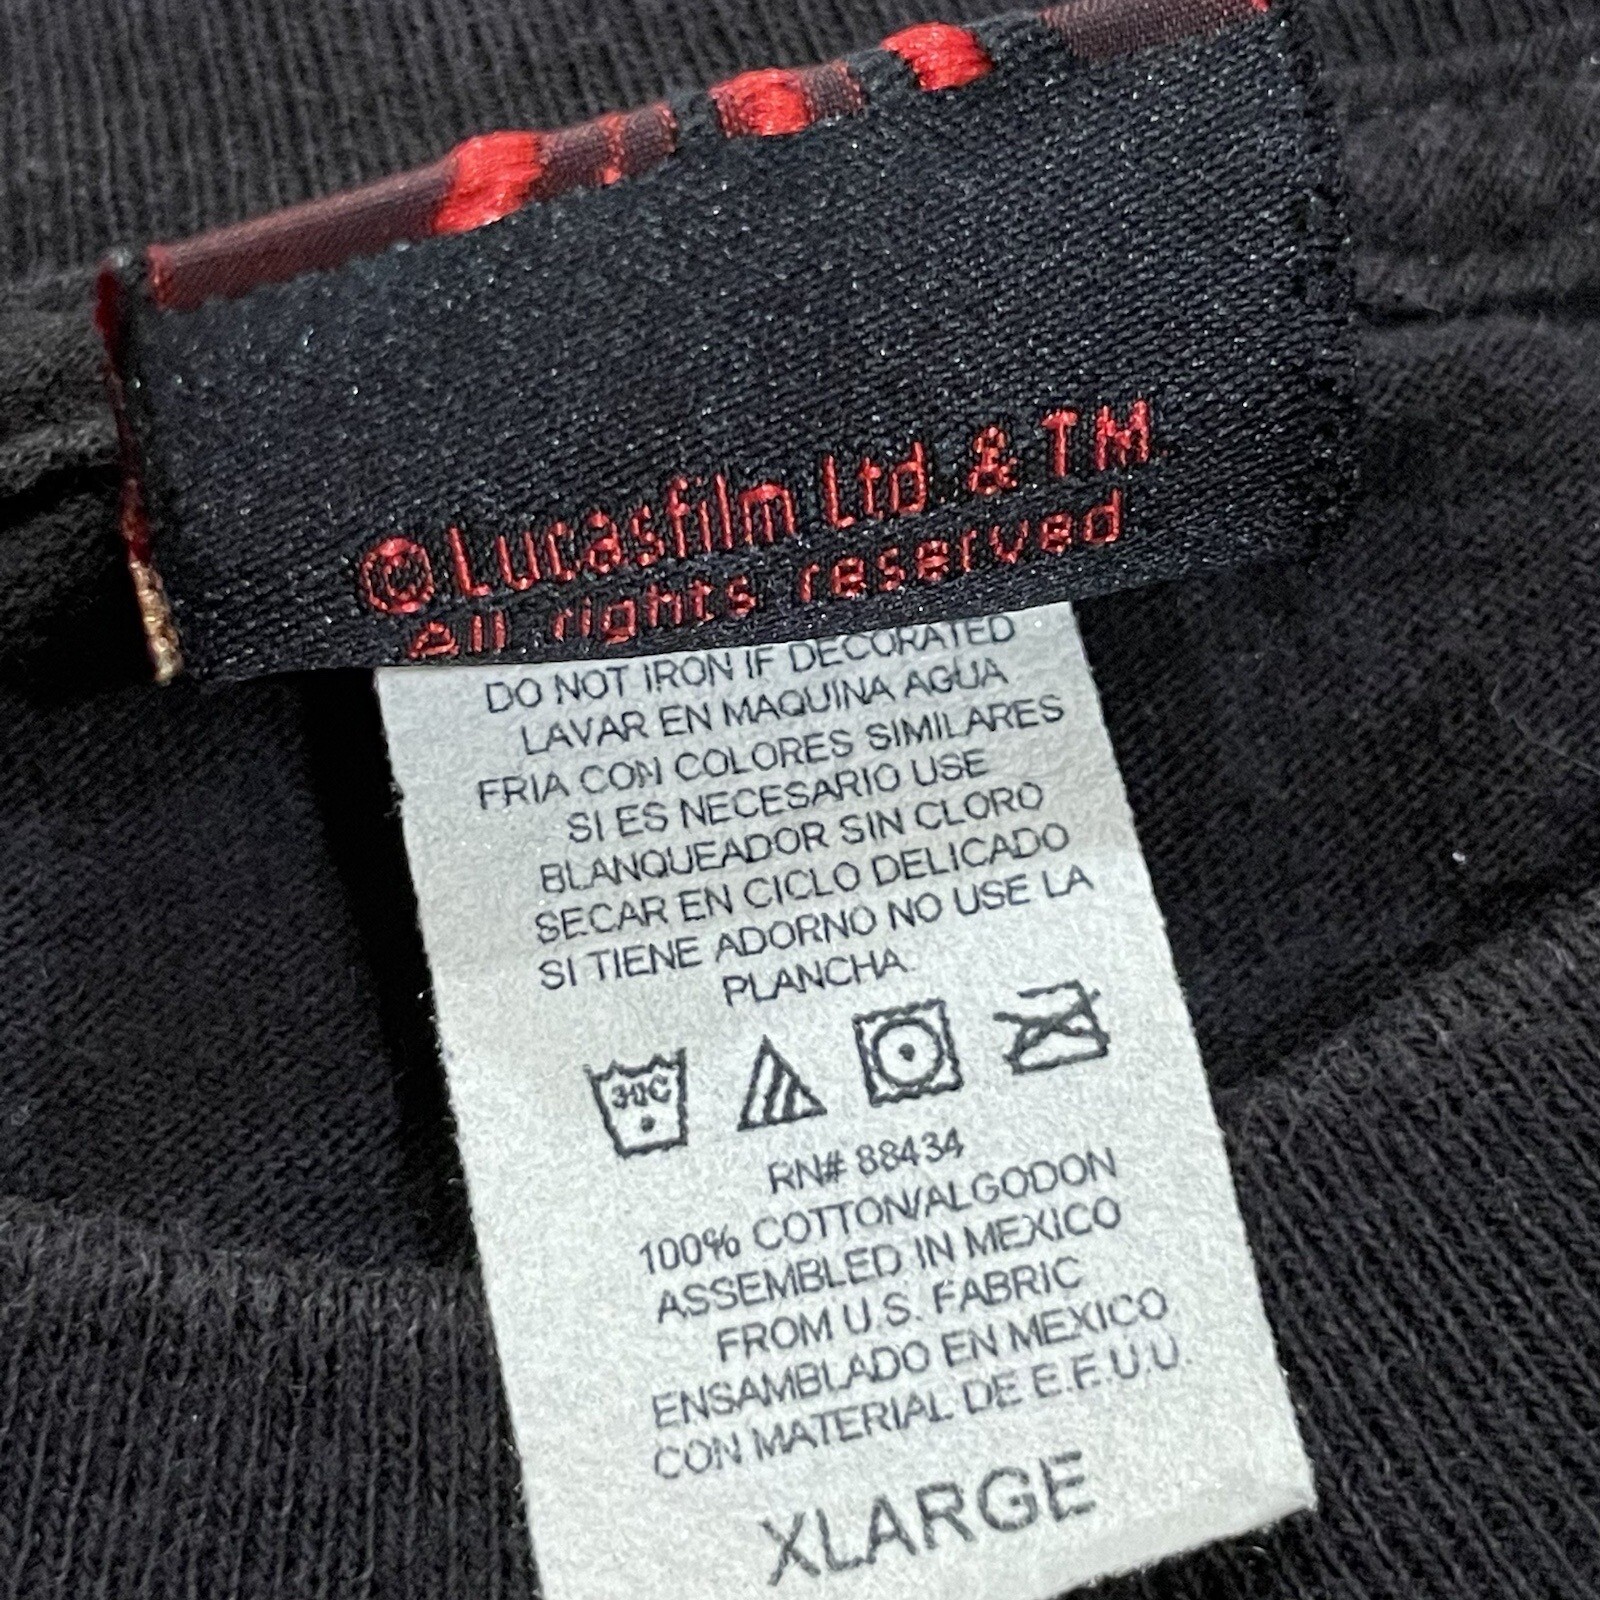 ©Lucasfilm Ltd. & TM.
All rights reserved
DO NOT IRON IF DECORATED
LAVAR EN MAQUINA AGUA
FRIA CON COLORES SIMILARES
SI ES NECESARIO USE
BLANQUEADOR SIN CLORO
SECAR EN CICLO DELICADO
SI TIENE ADORNO NO USE LA
PLANCHA.
RN# 88434
100% COTTON/ALGODON
ASSEMBLED IN MEXICO
FROM U.S. FABRIC
ENSAMBLADO EN MEXICO
CON MATERIAL DE E.E.U.U.
XLARGE